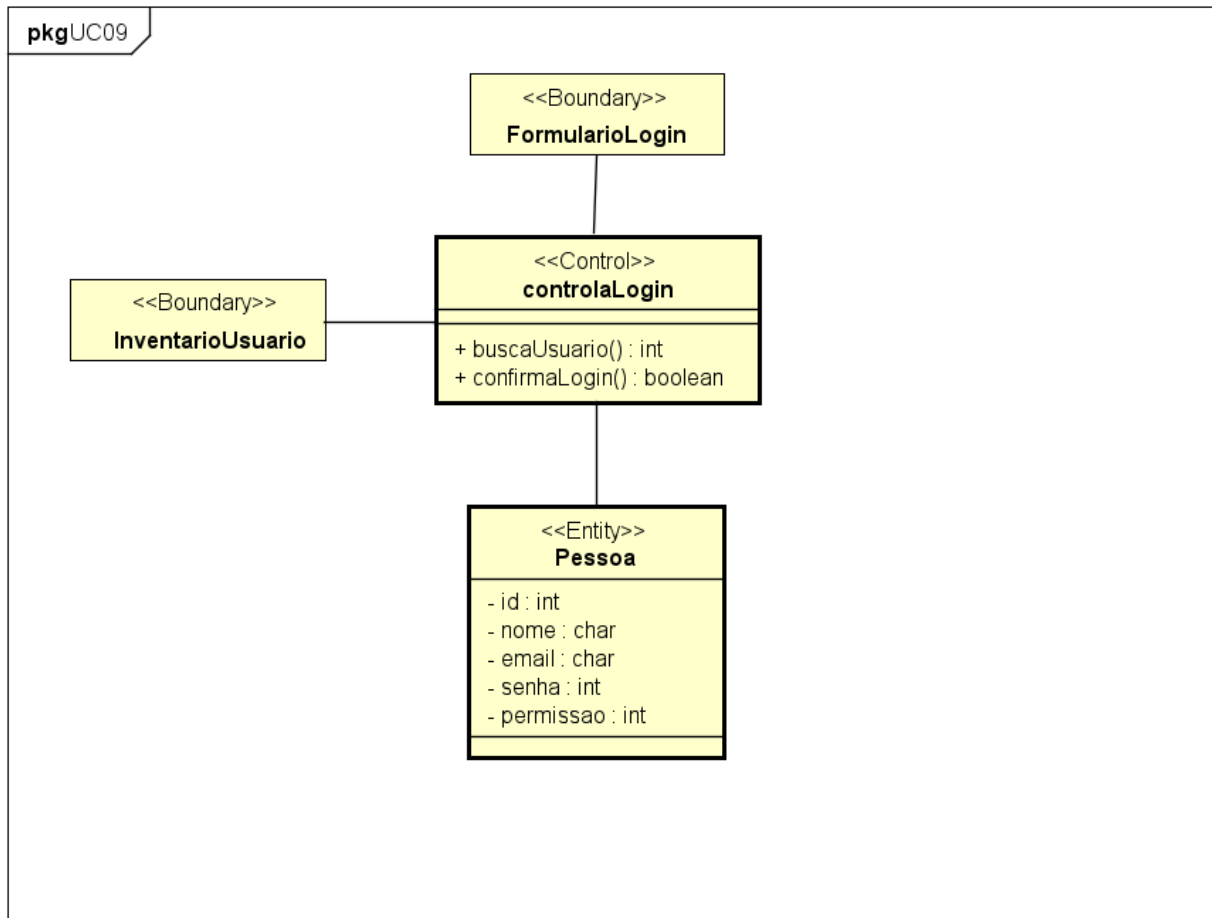 pkgUC09
<<Boundary>>
FormularioLogin
<<Control>>
controlaLogin
+ buscaUsuario() : int
+ confirmaLogin() : boolean
<<Boundary>>
InventarioUsuario
<<Entity>>
Pessoa
- id : int
- nome : char
- email : char
- senha : int
- permissao : int